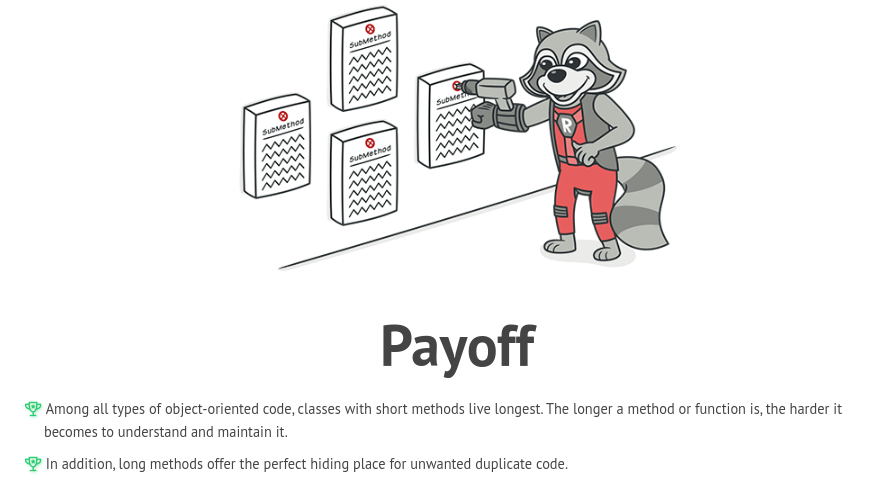 SubMethod
SubMethod
SubMethod
SubMethod
R
Payoff
Among all types of object-oriented code, classes with short methods live longest. The longer a method or function is, the harder it
becomes to understand and maintain it.
In addition, long methods offer the perfect hiding place for unwanted duplicate code.